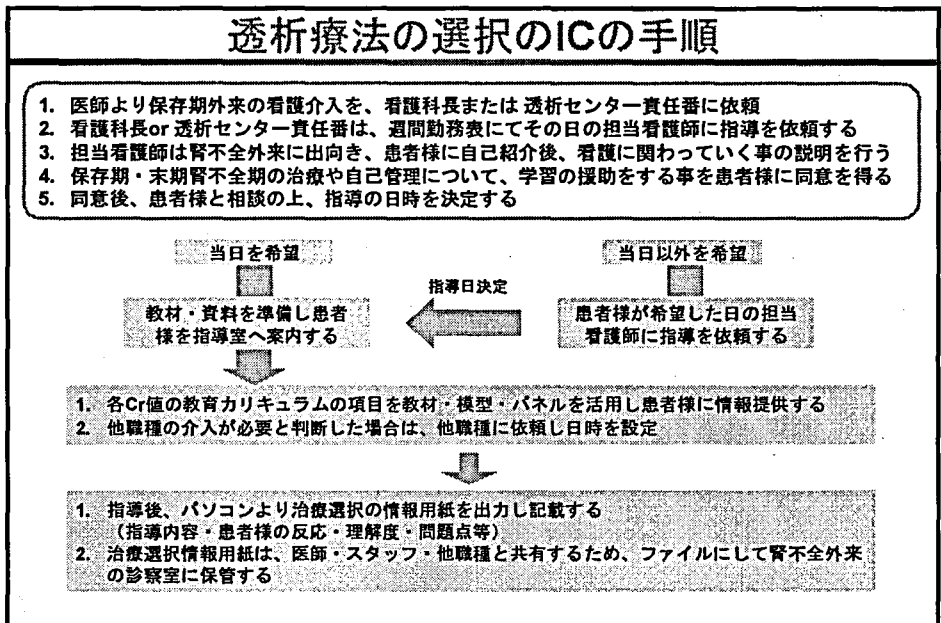 透析療法の選択のICの手順
1. 医師より保存期外来の看護介入を、看護科長または 透析センター責任番に依頼
2. 看護科長or 透析センター責任番は、週間勤務表にてその日の担当看護師に指導を依頼する
3. 担当看護師は腎不全外来に出向き、患者様に自己紹介後、看護に関わっていく事の説明を行う
4. 保存期・末期腎不全期の治療や自己管理について、学習の援助をする事を患者様に同意を得る
5. 同意後、患者様と相談の上、指導の日時を決定する
当日を希望
当日以外を希望
指導日決定
教材・資料を準備し患者
様を指導室へ案内する
患者様が希望した日の担当
看護師に指導を依頼する
1. 各Cr値の教育カリキュラムの項目を教材・模型・パネルを活用し患者様に情報提供する
2. 他職種の介入が必要と判断した場合は、他職種に依頼し日時を設定
1. 指導後、パソコンより治療選択の情報用紙を出力し記載する
（指導内容・患者様の反応・理解度・問題点等）
2. 治療選択情報用紙は、医師・スタッフ・他職種と共有するため、ファイルにして腎不全外来
の診察室に保管する